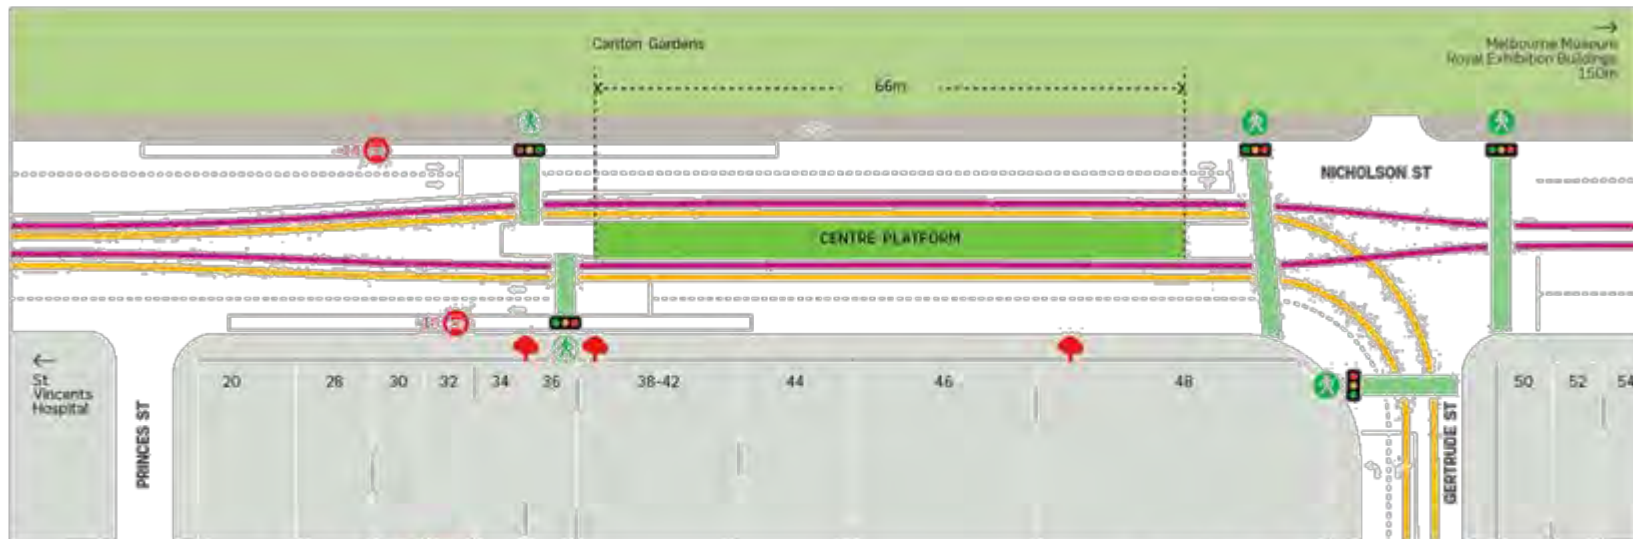 Carlton Gardens
→
Melbourne Museum
Royal Exhibition Buildings
150m
66m
NICHOLSON ST
CENTRE PLATFORM
←
St
Vincents
Hospital
PRINCES ST
20
28
30
32
34
36
38-42
44
46
48
50
52
54
GERTRUDE ST